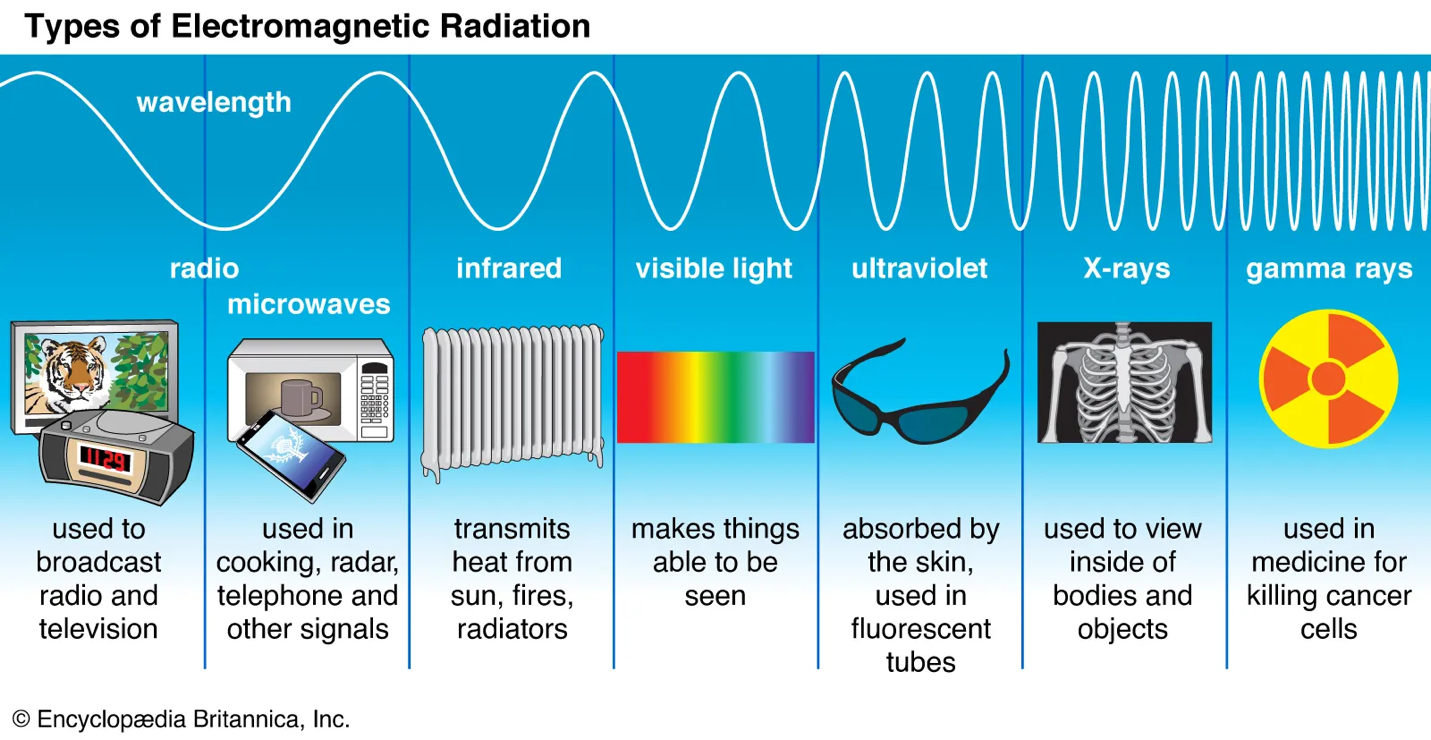 Types of Electromagnetic Radiation
wavelength
radio
microwaves
infrared
visible light
ultraviolet
X-rays
gamma rays
11:29
used to
broadcast
radio and
television
used in
cooking, radar,
telephone and
other signals
transmits
heat from
sun, fires,
radiators
makes things
able to be
seen
absorbed by
the skin,
used in
fluorescent
tubes
used to view
inside of
bodies and
objects
used in
medicine for
killing cancer
cells
© Encyclopædia Britannica, Inc.